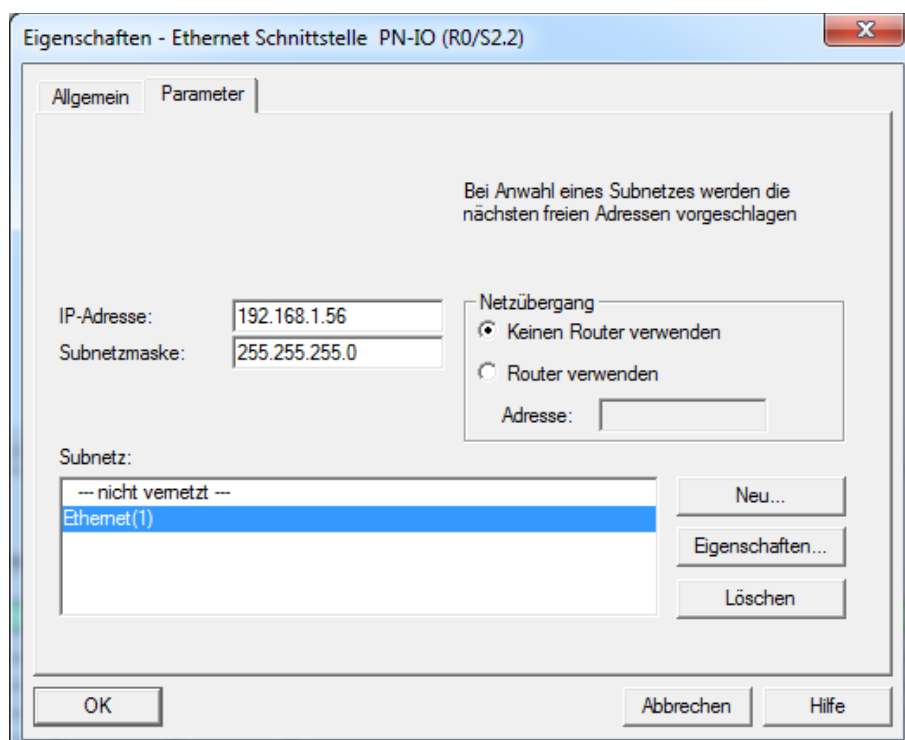 Eigenschaften - Ethernet Schnittstelle PN-IO (R0/S2.2)
Allgemein
Parameter
Bei Anwahl eines Subnetzes werden die
nächsten freien Adressen vorgeschlagen
IP-Adresse:
192.168.1.56
Subnetzmaske:
255.255.255.0
Netzübergang
Keinen Router verwenden
Router verwenden
Adresse:
Subnetz:
--- nicht vernetzt ---
Ethernet(1)
Neu...
Eigenschaften...
Löschen
OK
Abbrechen
Hilfe